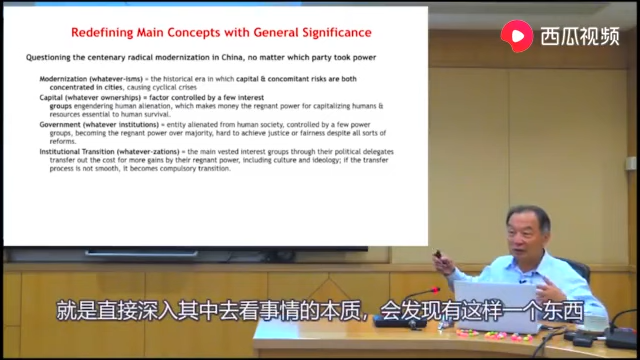 西瓜视频
Redefining Main Concepts with General Significance
Questioning the centenary radical modernization in China, no matter which party took power
Modernization (whatever-isms) = the historical era in which capital & concomitant risks are both
concentrated in cities, causing cyclical crises
Capital (whatever ownerships) = factor controlled by a few interest
groups engendering human alienation, which makes money the regnant power for capitalizing humans &
resources essential to human survival.
Government (whatever institutions) = entity alienated from human society, controlled by a few power
groups, becoming the regnant power over majority, hard to achieve justice or fairness despite all sorts of
reforms.
Institutional Transition (whatever-zations) = the main vested interest groups through their political delegates
transfer out the cost for more gains by their regnant power, including culture and ideology; if the transfer
process is not smooth, it becomes compulsory transition.
就是直接深入其中去看事情的本质，会发现有这样一个东西